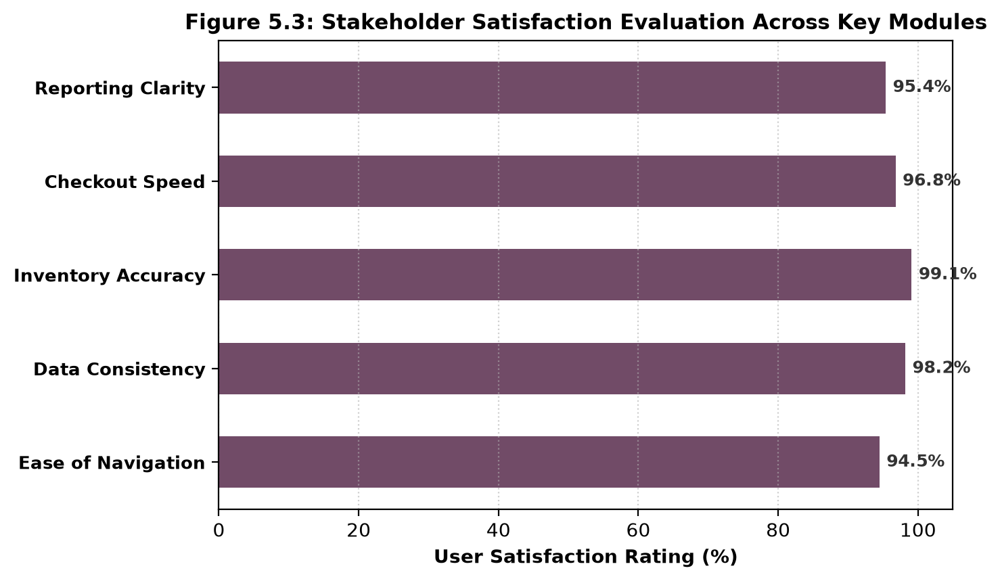 Figure 5.3: Stakeholder Satisfaction Evaluation Across Key Modules
Reporting Clarity
95.4%
Checkout Speed
96.8%
Inventory Accuracy
99.1%
Data Consistency
98.2%
Ease of Navigation
94.5%
0 20 40 60 80 100
User Satisfaction Rating (%)